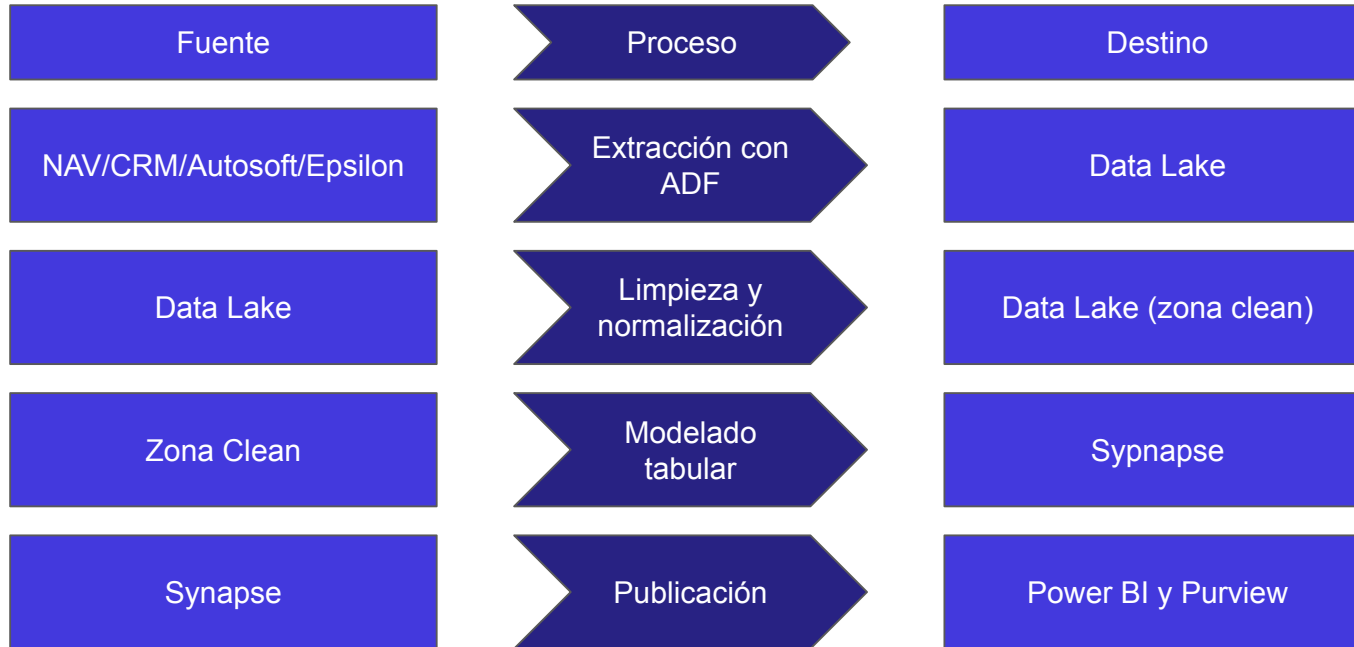 Fuente
Proceso
Destino
NAV/CRM/Autosoft/Epsilon
Extracción con
ADF
Data Lake
Data Lake
Limpieza y
normalización
Data Lake (zona clean)
Zona Clean
Modelado
tabular
Sypnapse
Synapse
Publicación
Power BI y Purview